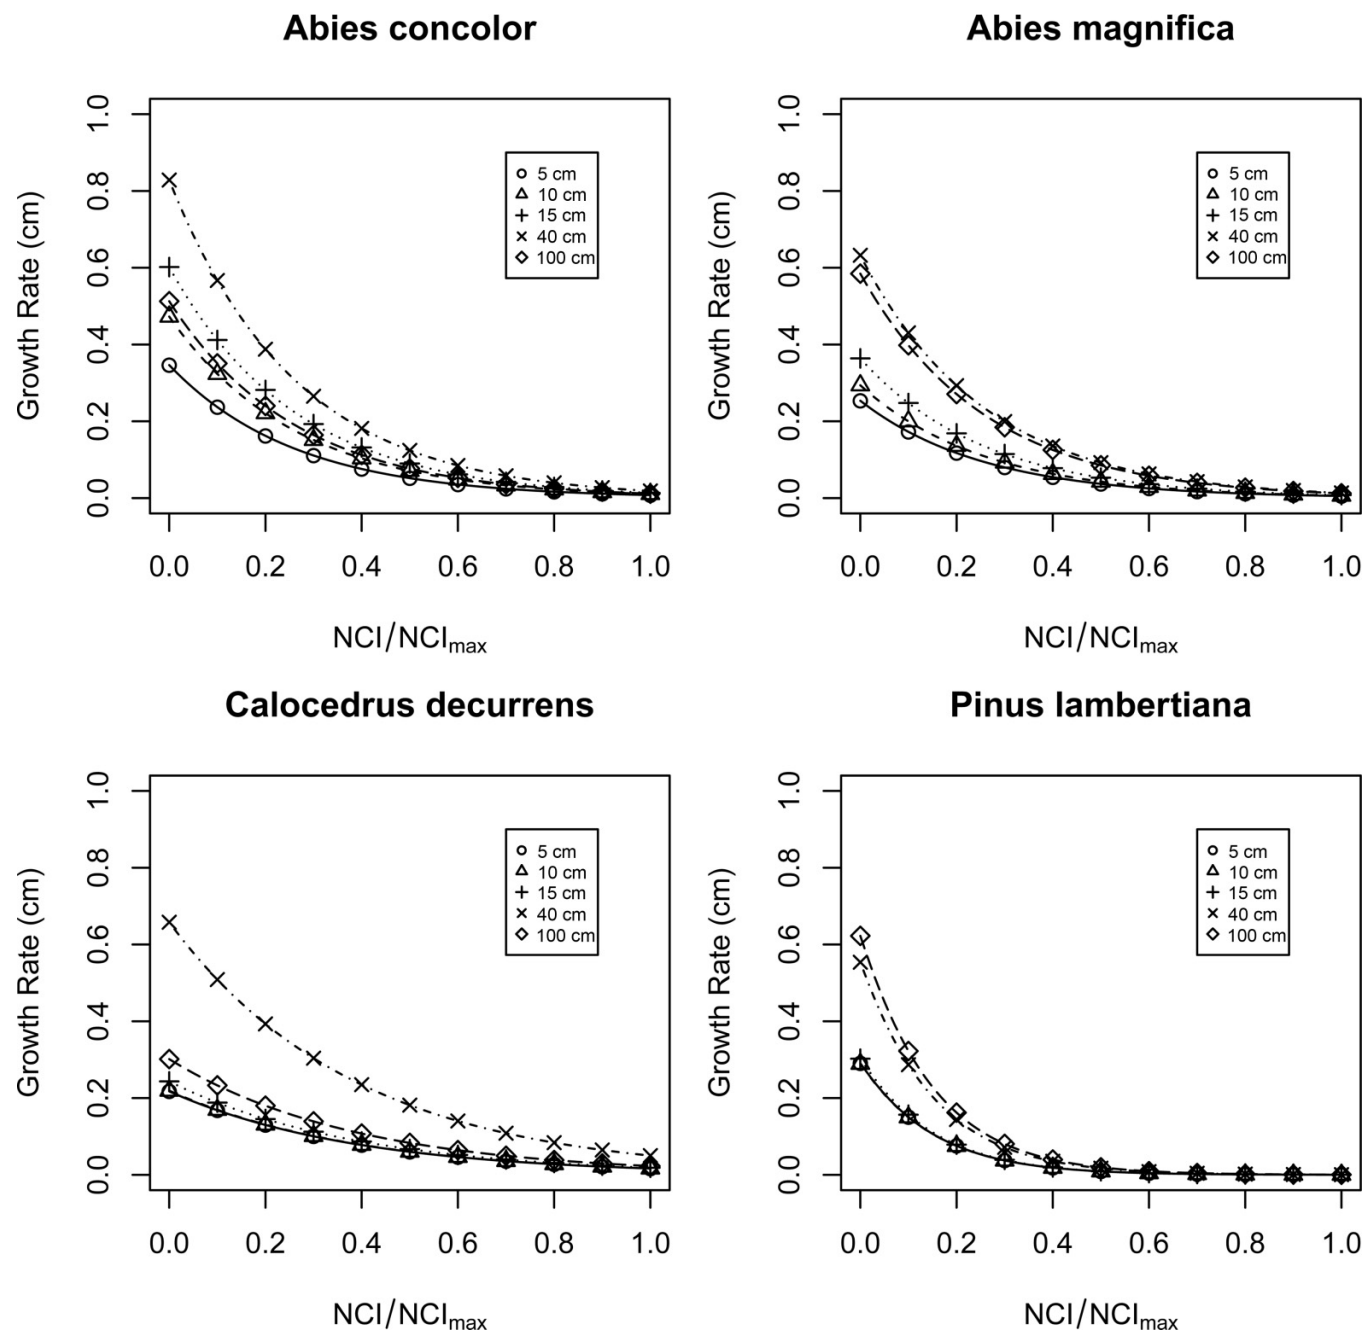 Abies concolor
Growth Rate (cm)
1.0
0.8
0.6
0.4
0.2
0.0
5 cm
10 cm
15 cm
40 cm
100 cm
0.0 0.2 0.4 0.6 0.8 1.0
NCI/NCImax
Abies magnifica
Growth Rate (cm)
1.0
0.8
0.6
0.4
0.2
0.0
5 cm
10 cm
15 cm
40 cm
100 cm
0.0 0.2 0.4 0.6 0.8 1.0
NCI/NCImax
Calocedrus decurrens
Growth Rate (cm)
1.0
0.8
0.6
0.4
0.2
0.0
5 cm
10 cm
15 cm
40 cm
100 cm
0.0 0.2 0.4 0.6 0.8 1.0
NCI/NCImax
Pinus lambertiana
Growth Rate (cm)
1.0
0.8
0.6
0.4
0.2
0.0
5 cm
10 cm
15 cm
40 cm
100 cm
0.0 0.2 0.4 0.6 0.8 1.0
NCI/NCImax